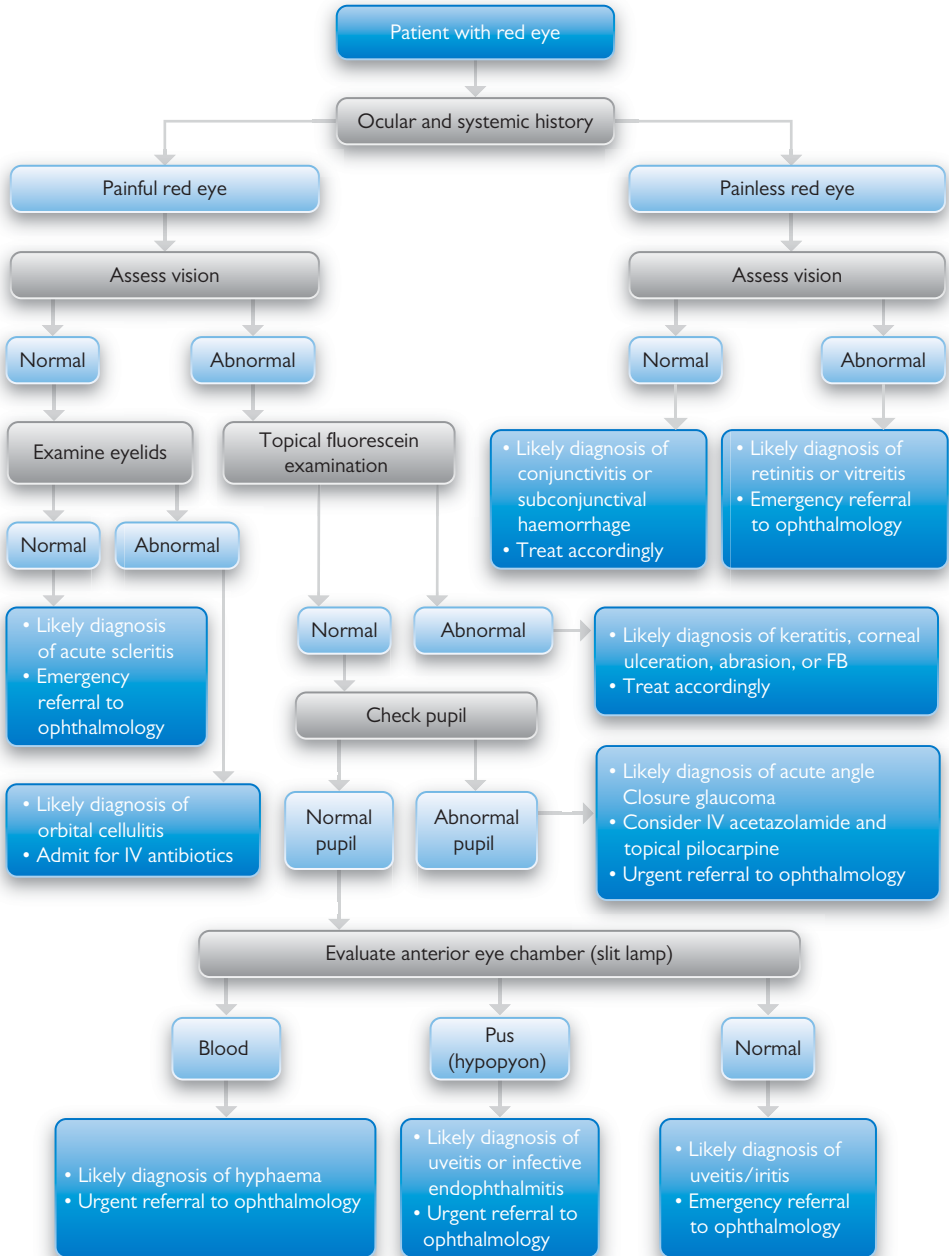 Patient with red eye
Ocular and systemic history
Painful red eye
Painless red eye
Assess vision
Assess vision
Normal
Abnormal
Normal
Abnormal
Examine eyelids
Topical fluorescein
examination
• Likely diagnosis of
conjunctivitis or
subconjunctival
haemorrhage
• Treat accordingly
• Likely diagnosis of
retinitis or vitreitis
• Emergency referral
to ophthalmology
Normal
Abnormal
• Likely diagnosis
of acute scleritis
• Emergency
referral to
ophthalmology
Normal
Abnormal
• Likely diagnosis of keratitis, corneal
ulceration, abrasion, or FB
• Treat accordingly
Check pupil
• Likely diagnosis of
orbital cellulitis
• Admit for IV antibiotics
Normal
pupil
Abnormal
pupil
• Likely diagnosis of acute angle
Closure glaucoma
• Consider IV acetazolamide and
topical pilocarpine
• Urgent referral to ophthalmology
Evaluate anterior eye chamber (slit lamp)
Blood
Pus
(hypopyon)
Normal
• Likely diagnosis of hyphaema
• Urgent referral to ophthalmology
• Likely diagnosis of
uveitis or infective
endophthalmitis
• Urgent referral to
ophthalmology
• Likely diagnosis of
uveitis/iritis
• Emergency referral
to ophthalmology